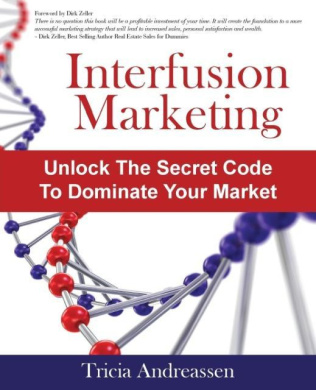 Foreword by Dirk Zeller
There is no question this book will be a profitable investment of your time. It will create the foundation to a more
successful marketing strategy that will lead to increased sales, personal satisfaction and wealth.
- Dirk Zeller, Best Selling Author Real Estate Sales for Dummies
Interfusion
Marketing
Unlock The Secret Code
To Dominate Your Market
Tricia Andreassen